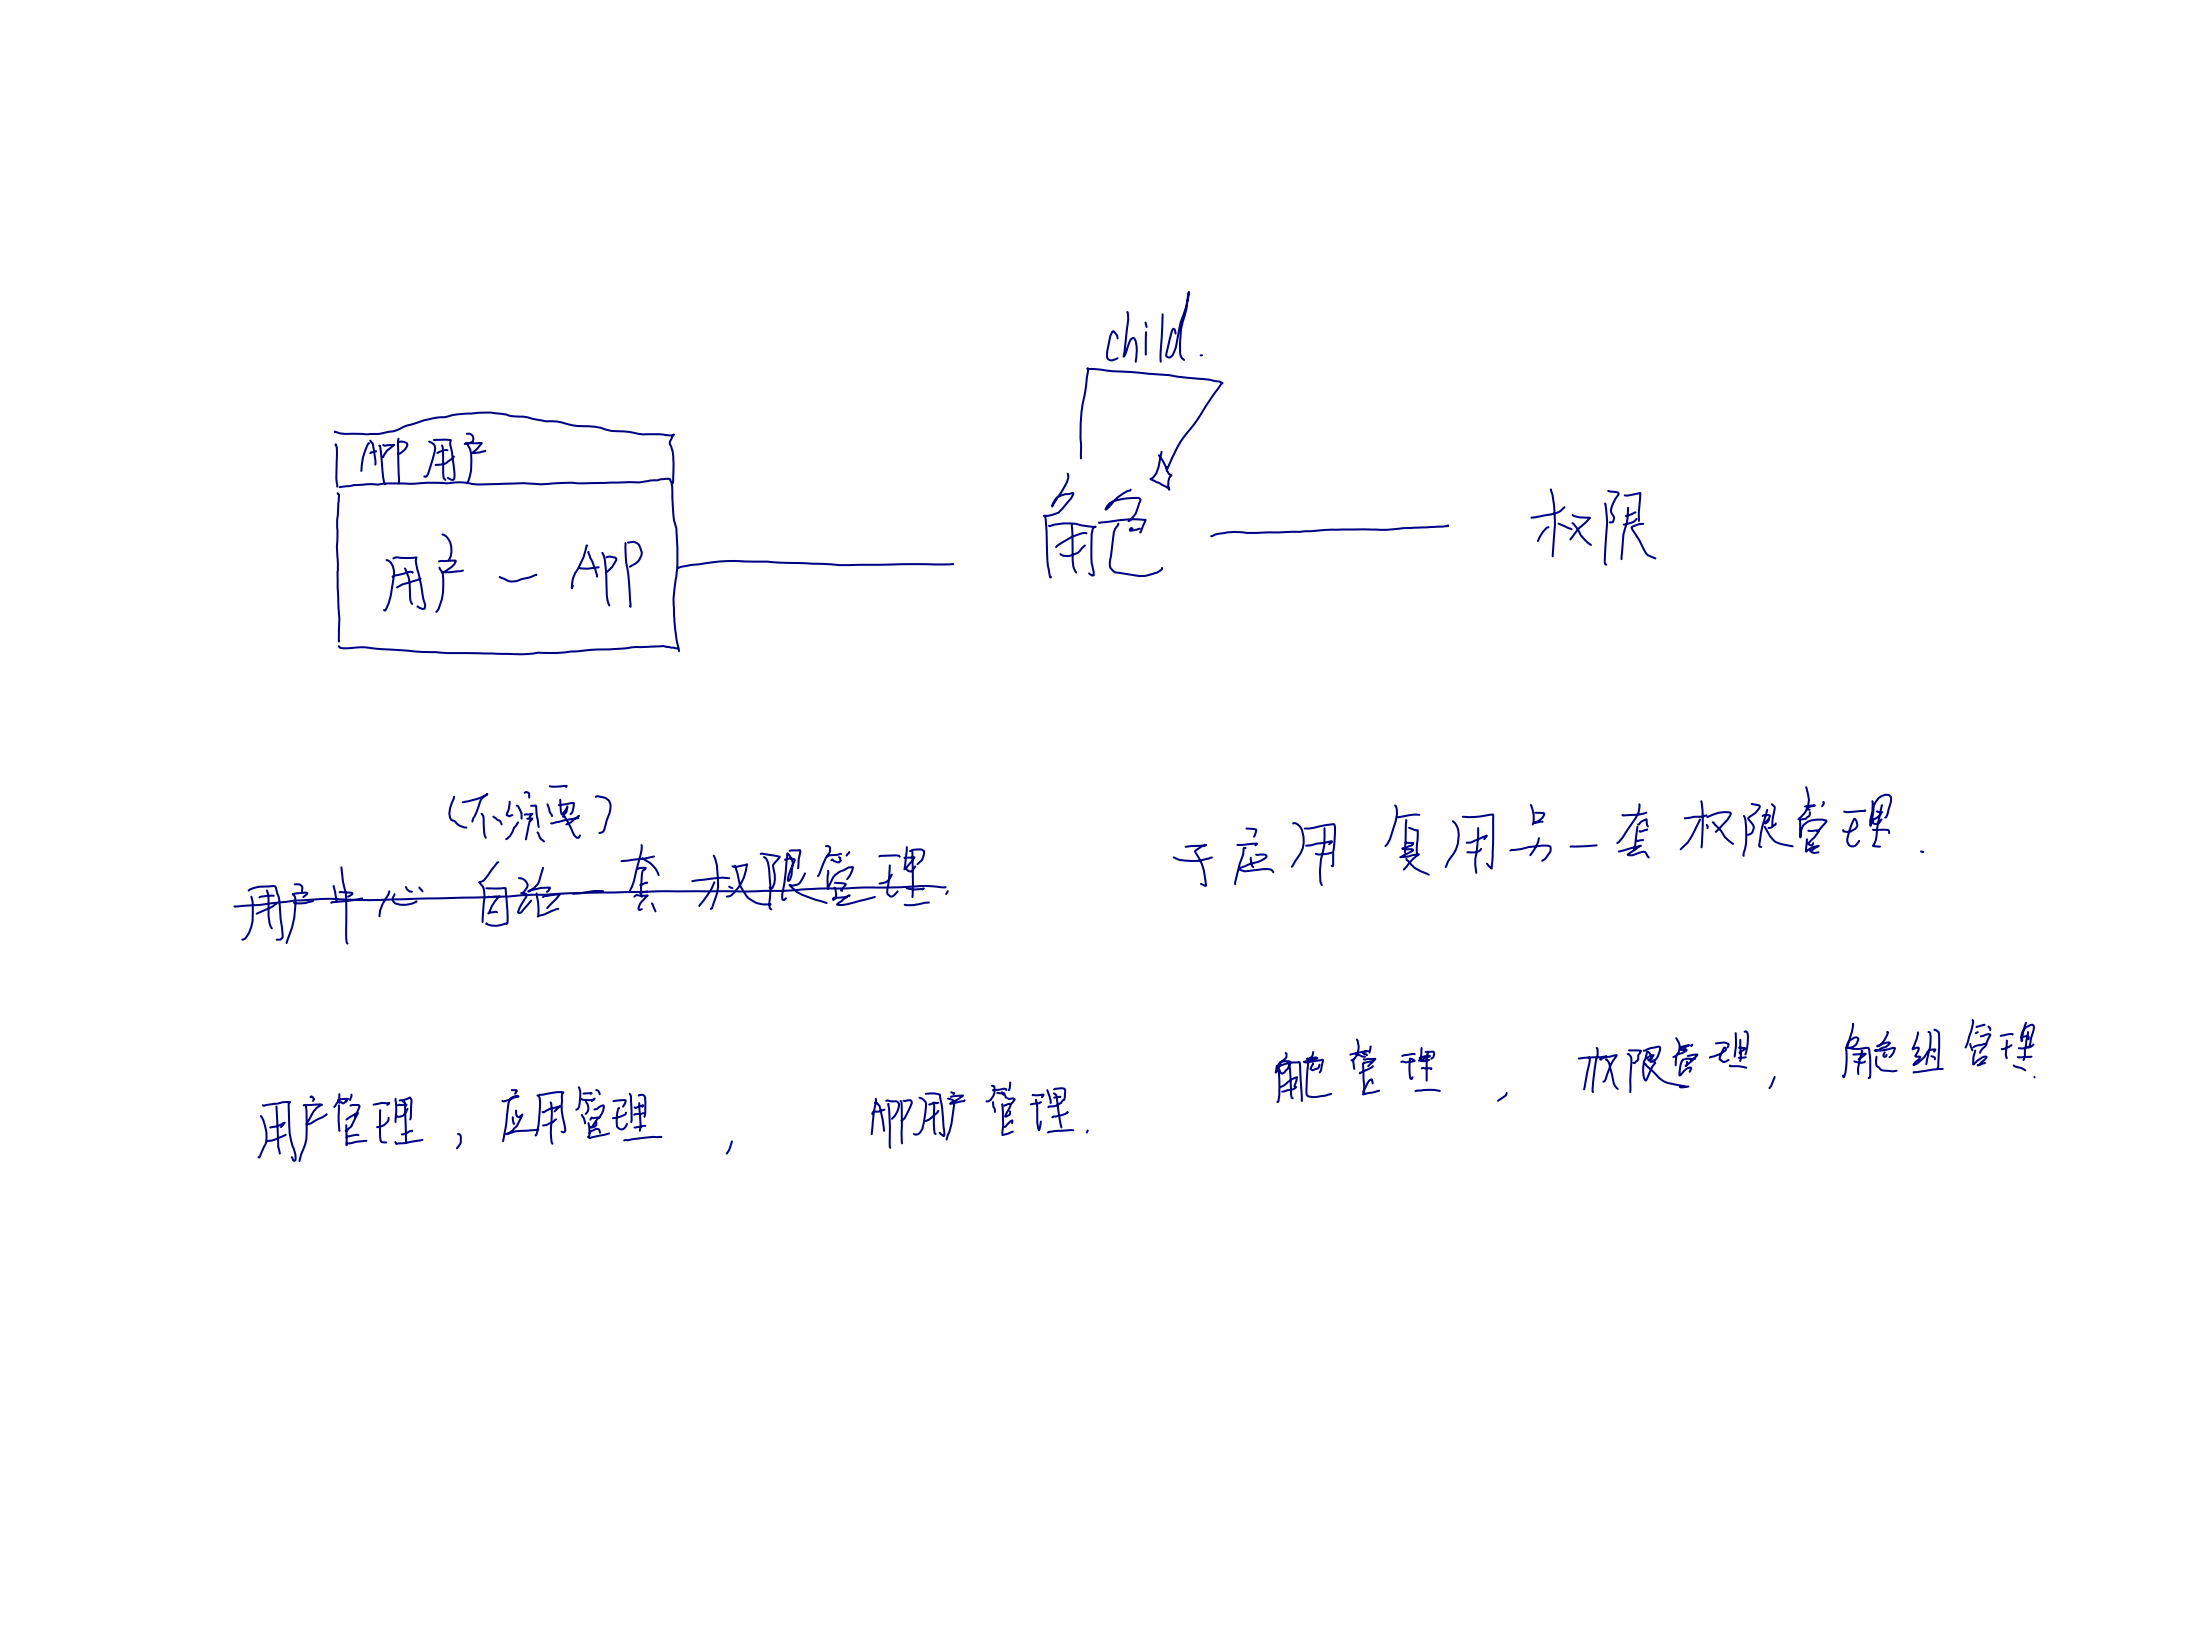 child.
APP 用户
用户 — APP
角色
权限
(不须要)
用户中心 自治一套 权限管理.
子应用 复用另一套 权限管理.
用户管理, 应用管理, APP用户管理.
角色管理, 权限管理, 角色组管理.